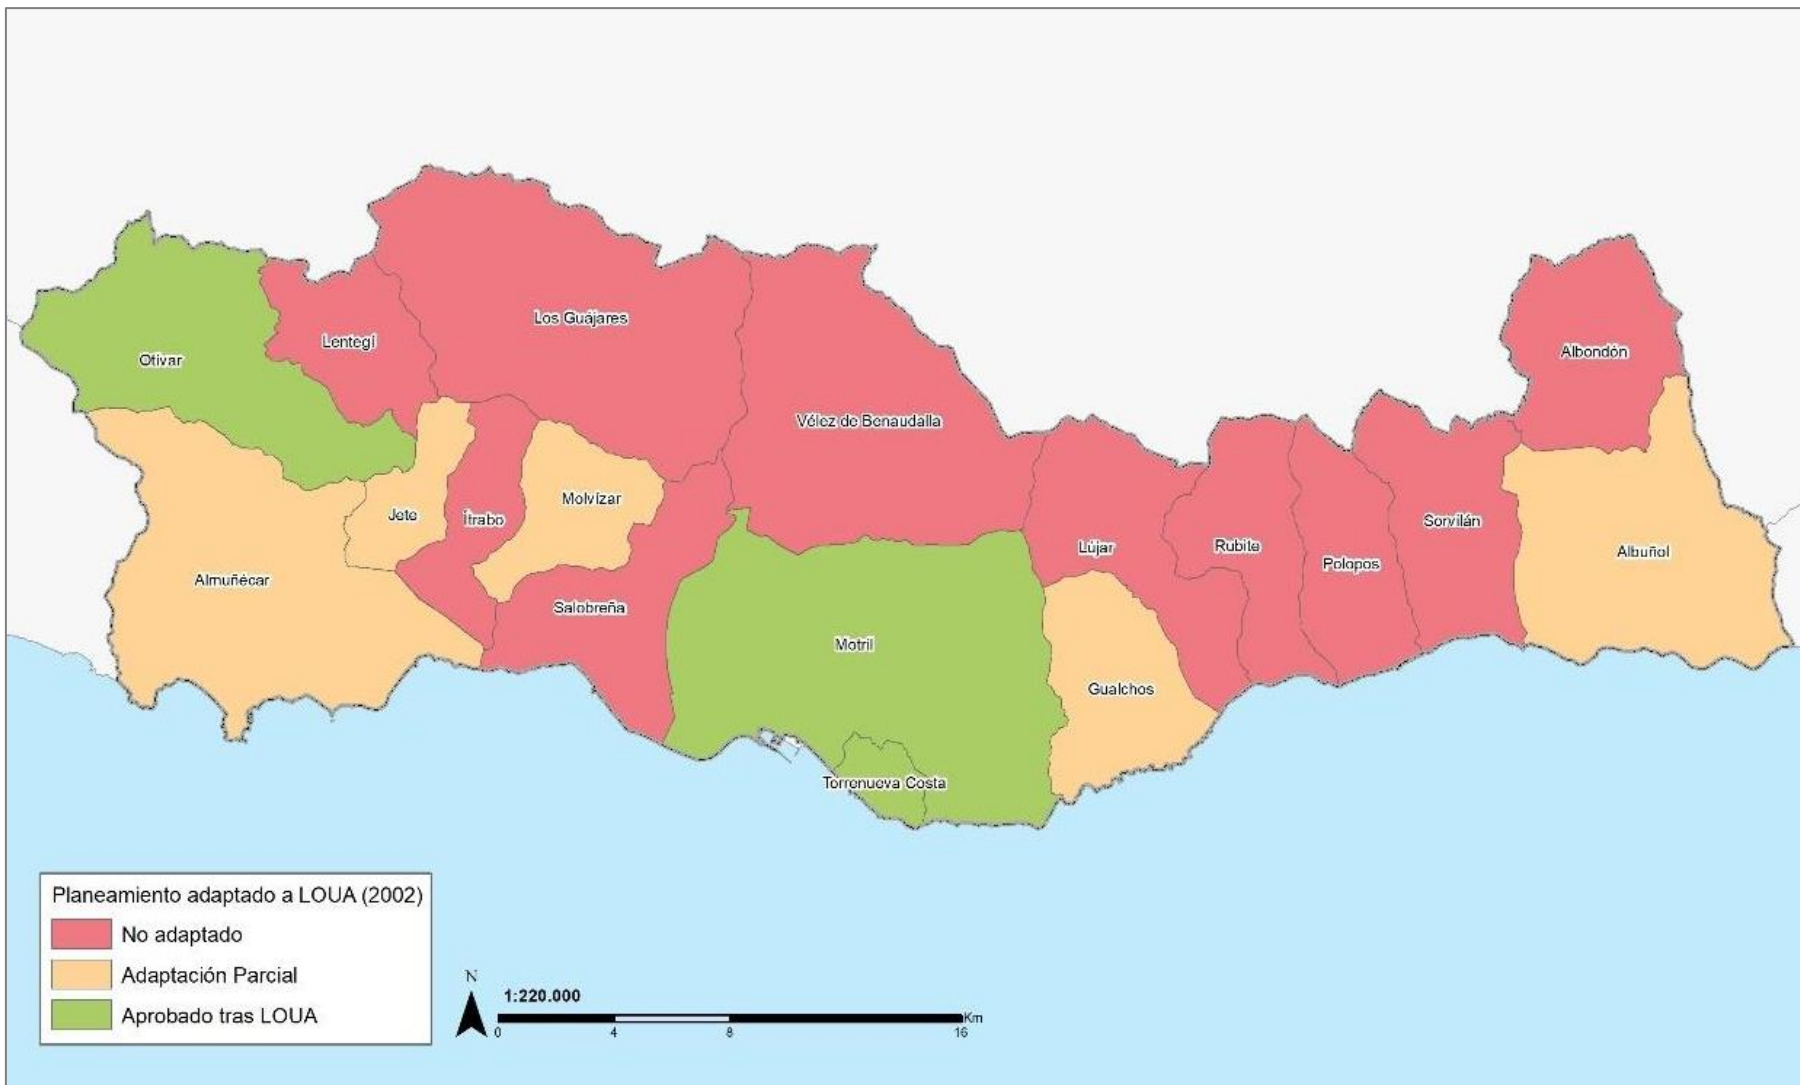 Los Guájares
Lentegí
Otívar
Albondón
Vélez de Benaudalla
Molvízar
Jete
Ítrabo
Sorvilán
Lújar
Rubite
Albuñol
Polopos
Almuñécar
Salobreña
Motril
Gualchos
Torrenueva Costa
Planeamiento adaptado a LOUA (2002)
No adaptado
Adaptación Parcial
Aprobado tras LOUA
N
1:220.000
Km
0 4 8 16